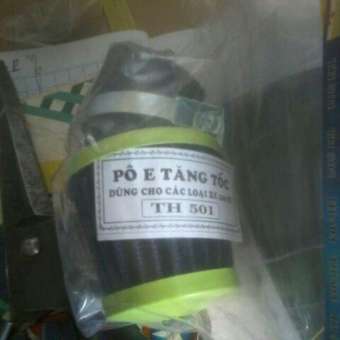 PÔ E TĂNG TỐC
DÙNG CHO CÁC LOẠI XE
TH 501